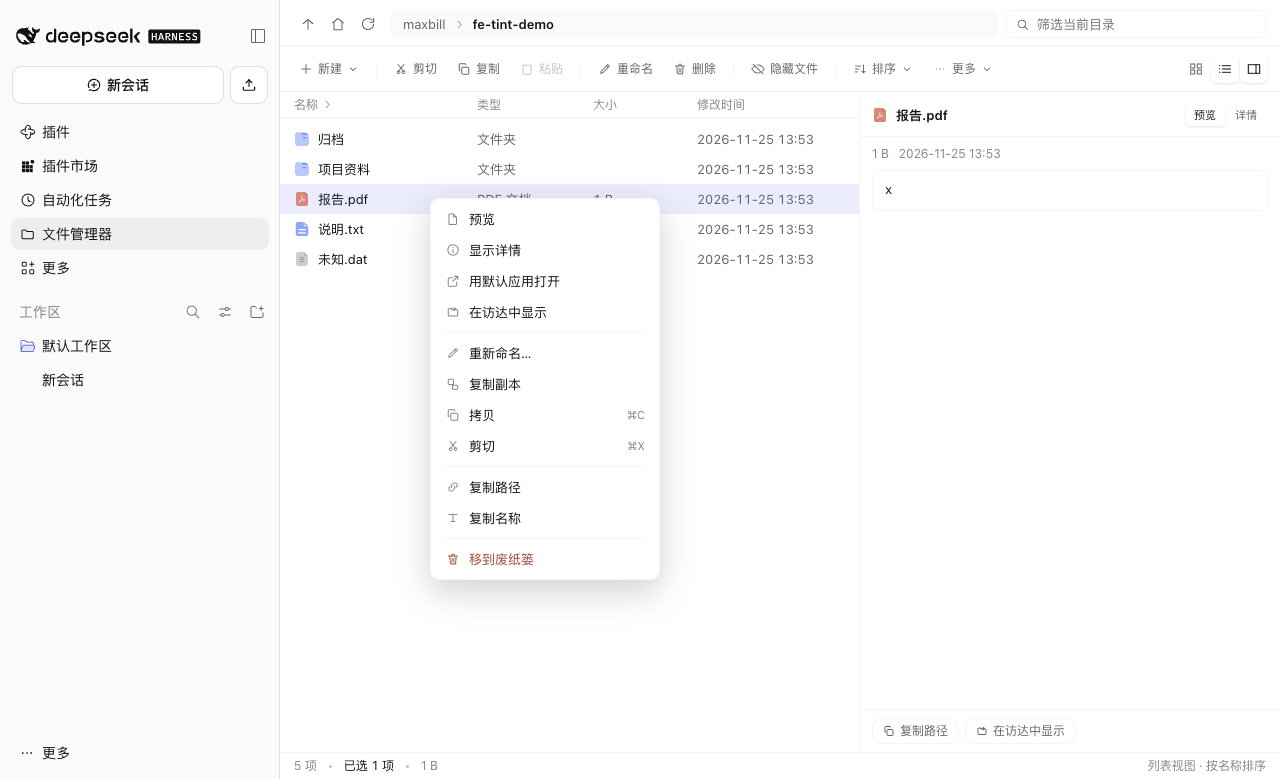 deepseek HARNESS
新会话
插件
插件市场
自动化任务
文件管理器
更多
工作区
默认工作区
新会话
更多
maxbill
fe-tint-demo
筛选当前目录
新建
剪切
复制
粘贴
重命名
删除
隐藏文件
排序
更多
名称 类型 大小 修改时间
归档 文件夹 2026-11-25 13:53
项目资料 文件夹 2026-11-25 13:53
报告.pdf PDF 文档 1 B 2026-11-25 13:53
说明.txt 2026-11-25 13:53
未知.dat 2026-11-25 13:53
预览
显示详情
用默认应用打开
在访达中显示
重新命名...
复制副本
拷贝 ⌘C
剪切 ⌘X
复制路径
复制名称
移到废纸篓
报告.pdf
预览 详情
1 B 2026-11-25 13:53
x
复制路径 在访达中显示
5 项 • 已选 1 项 • 1 B
列表视图 · 按名称排序